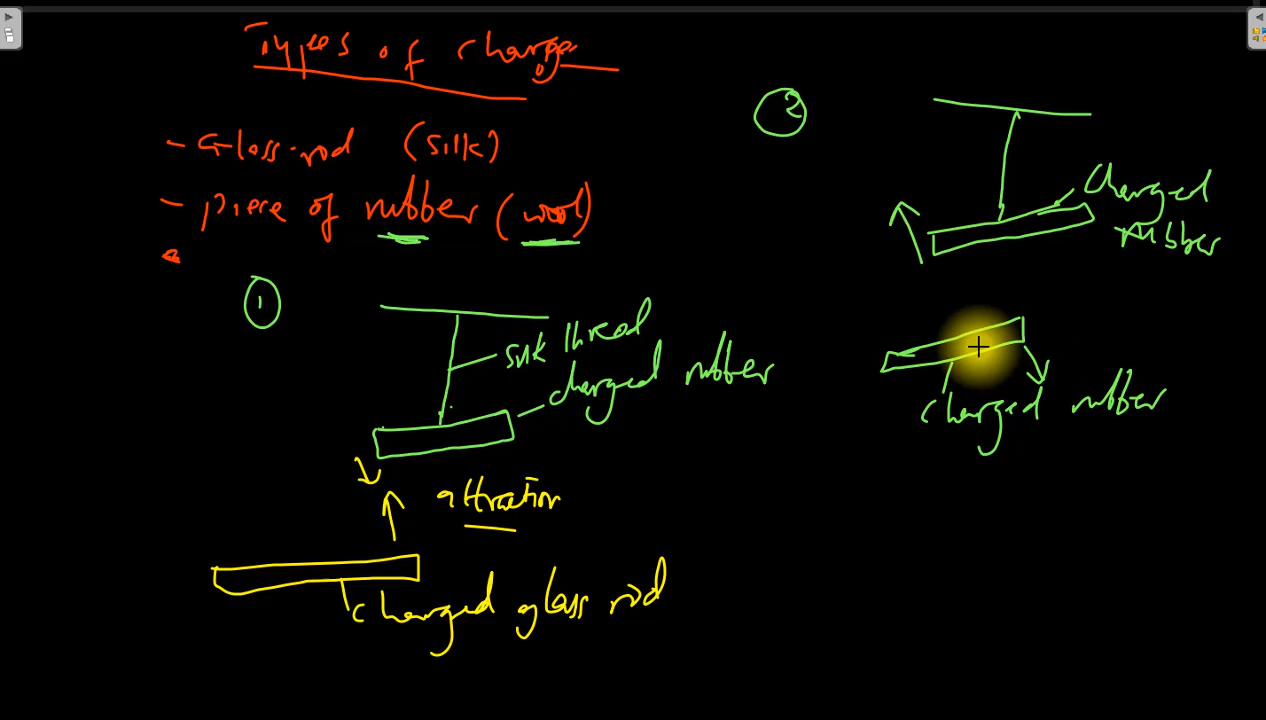 Types of charge
- Glass-rod (silk)
- piece of rubber (wool)
①
silk thread
charged rubber
attraction
charged glass rod
②
charged
rubber
charged rubber